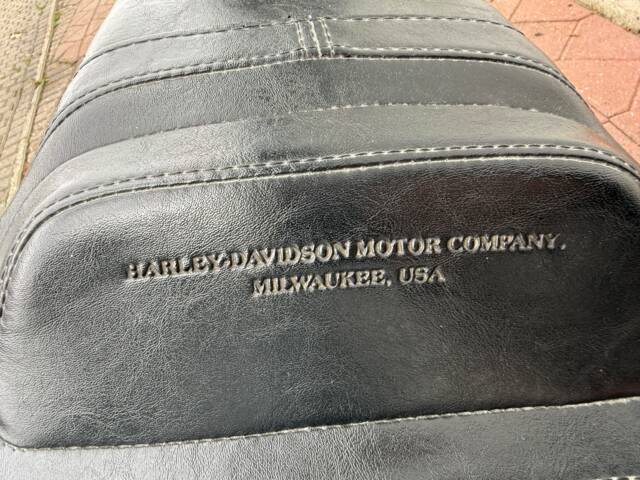 HARLEY-DAVIDSON MOTOR COMPANY.
MILWAUKEE, USA